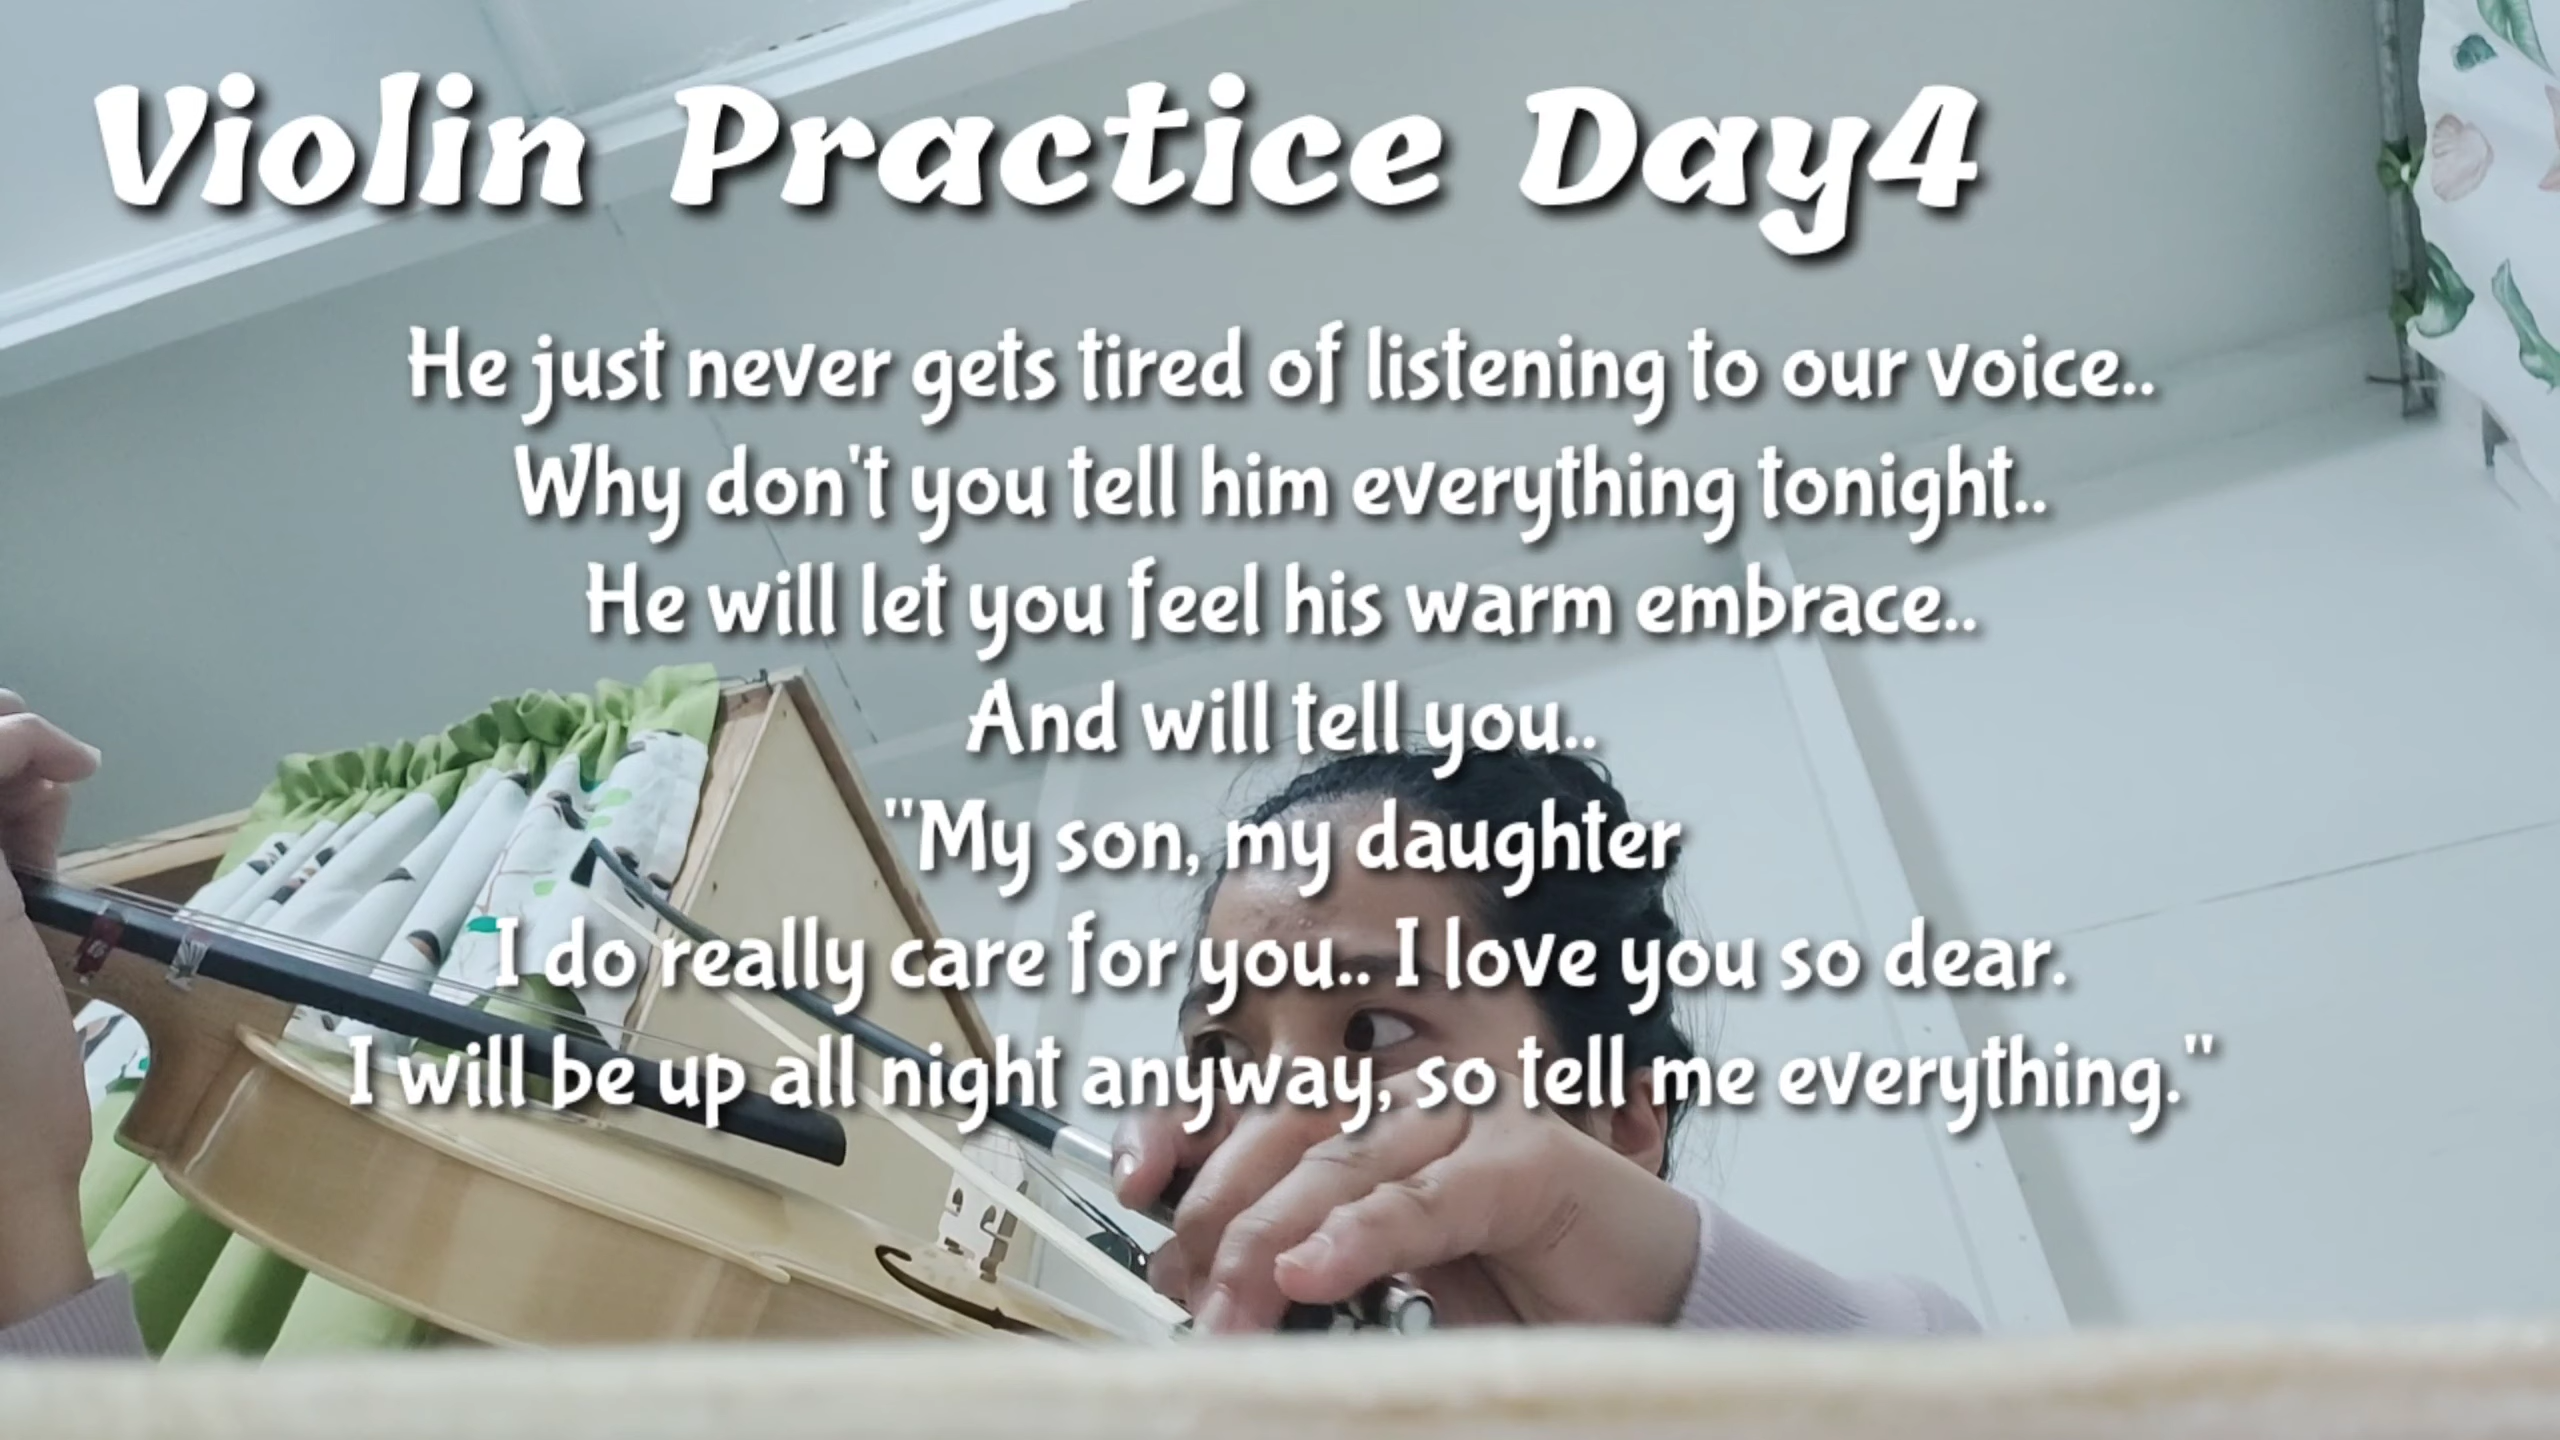 Violin Practice Day4
He just never gets tired of listening to our voice..
Why don't you tell him everything tonight..
He will let you feel his warm embrace..
And will tell you..
"My son, my daughter
I do really care for you.. I love you so dear.
I will be up all night anyway, so tell me everything."